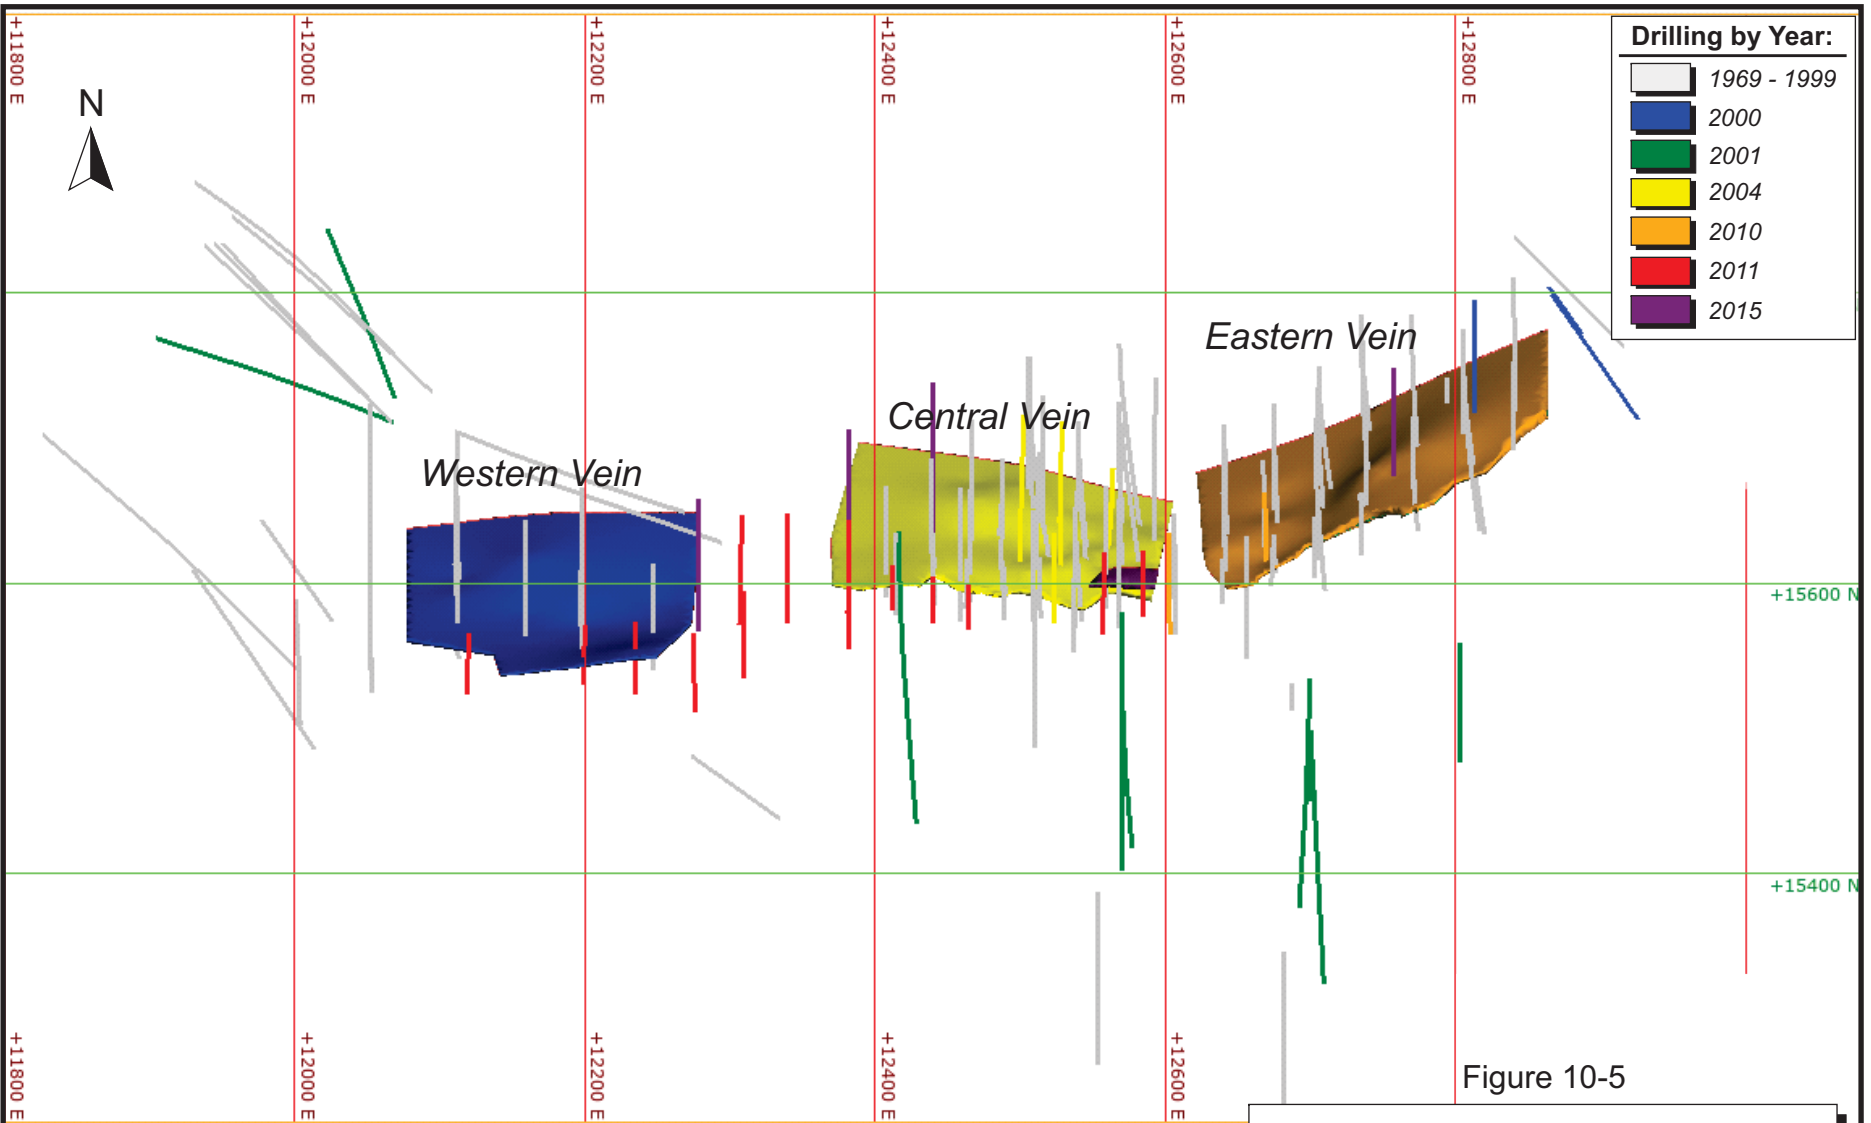 +11800 E
+12000 E
+12200 E
+12400 E
+12600 E
+12800 E
Drilling by Year:
1969 - 1999
2000
2001
2004
2010
2011
2015
N
Eastern Vein
Central Vein
Western Vein
+15600 N
+15400 N
+11800 E
+12000 E
+12200 E
+12400 E
+12600 E
Figure 10-5